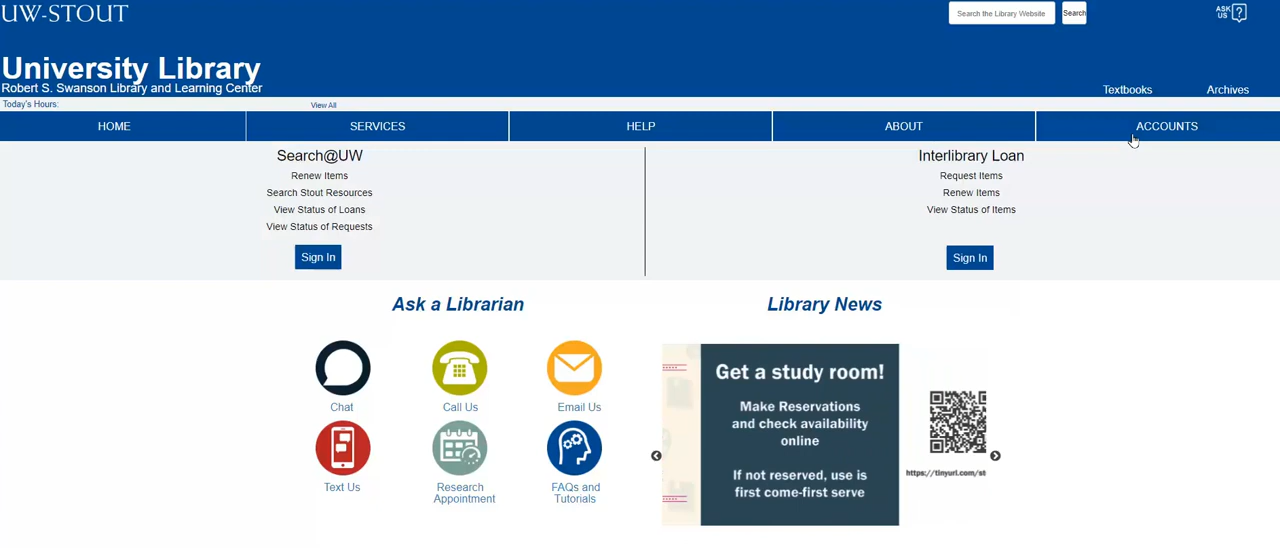 UW-STOUT
Search the Library Website
Search
ASK US ?
University Library
Robert S. Swanson Library and Learning Center
Textbooks
Archives
Today's Hours:
View All
HOME
SERVICES
HELP
ABOUT
ACCOUNTS
Search@UW
Renew Items
Search Stout Resources
View Status of Loans
View Status of Requests
Sign In
Interlibrary Loan
Request Items
Renew Items
View Status of Items
Sign In
Ask a Librarian
Chat
Call Us
Email Us
Text Us
Research
Appointment
FAQs and
Tutorials
Library News
Get a study room!
Make Reservations
and check availability
online
If not reserved, use is
first come-first serve
https://tinyurl.com/st